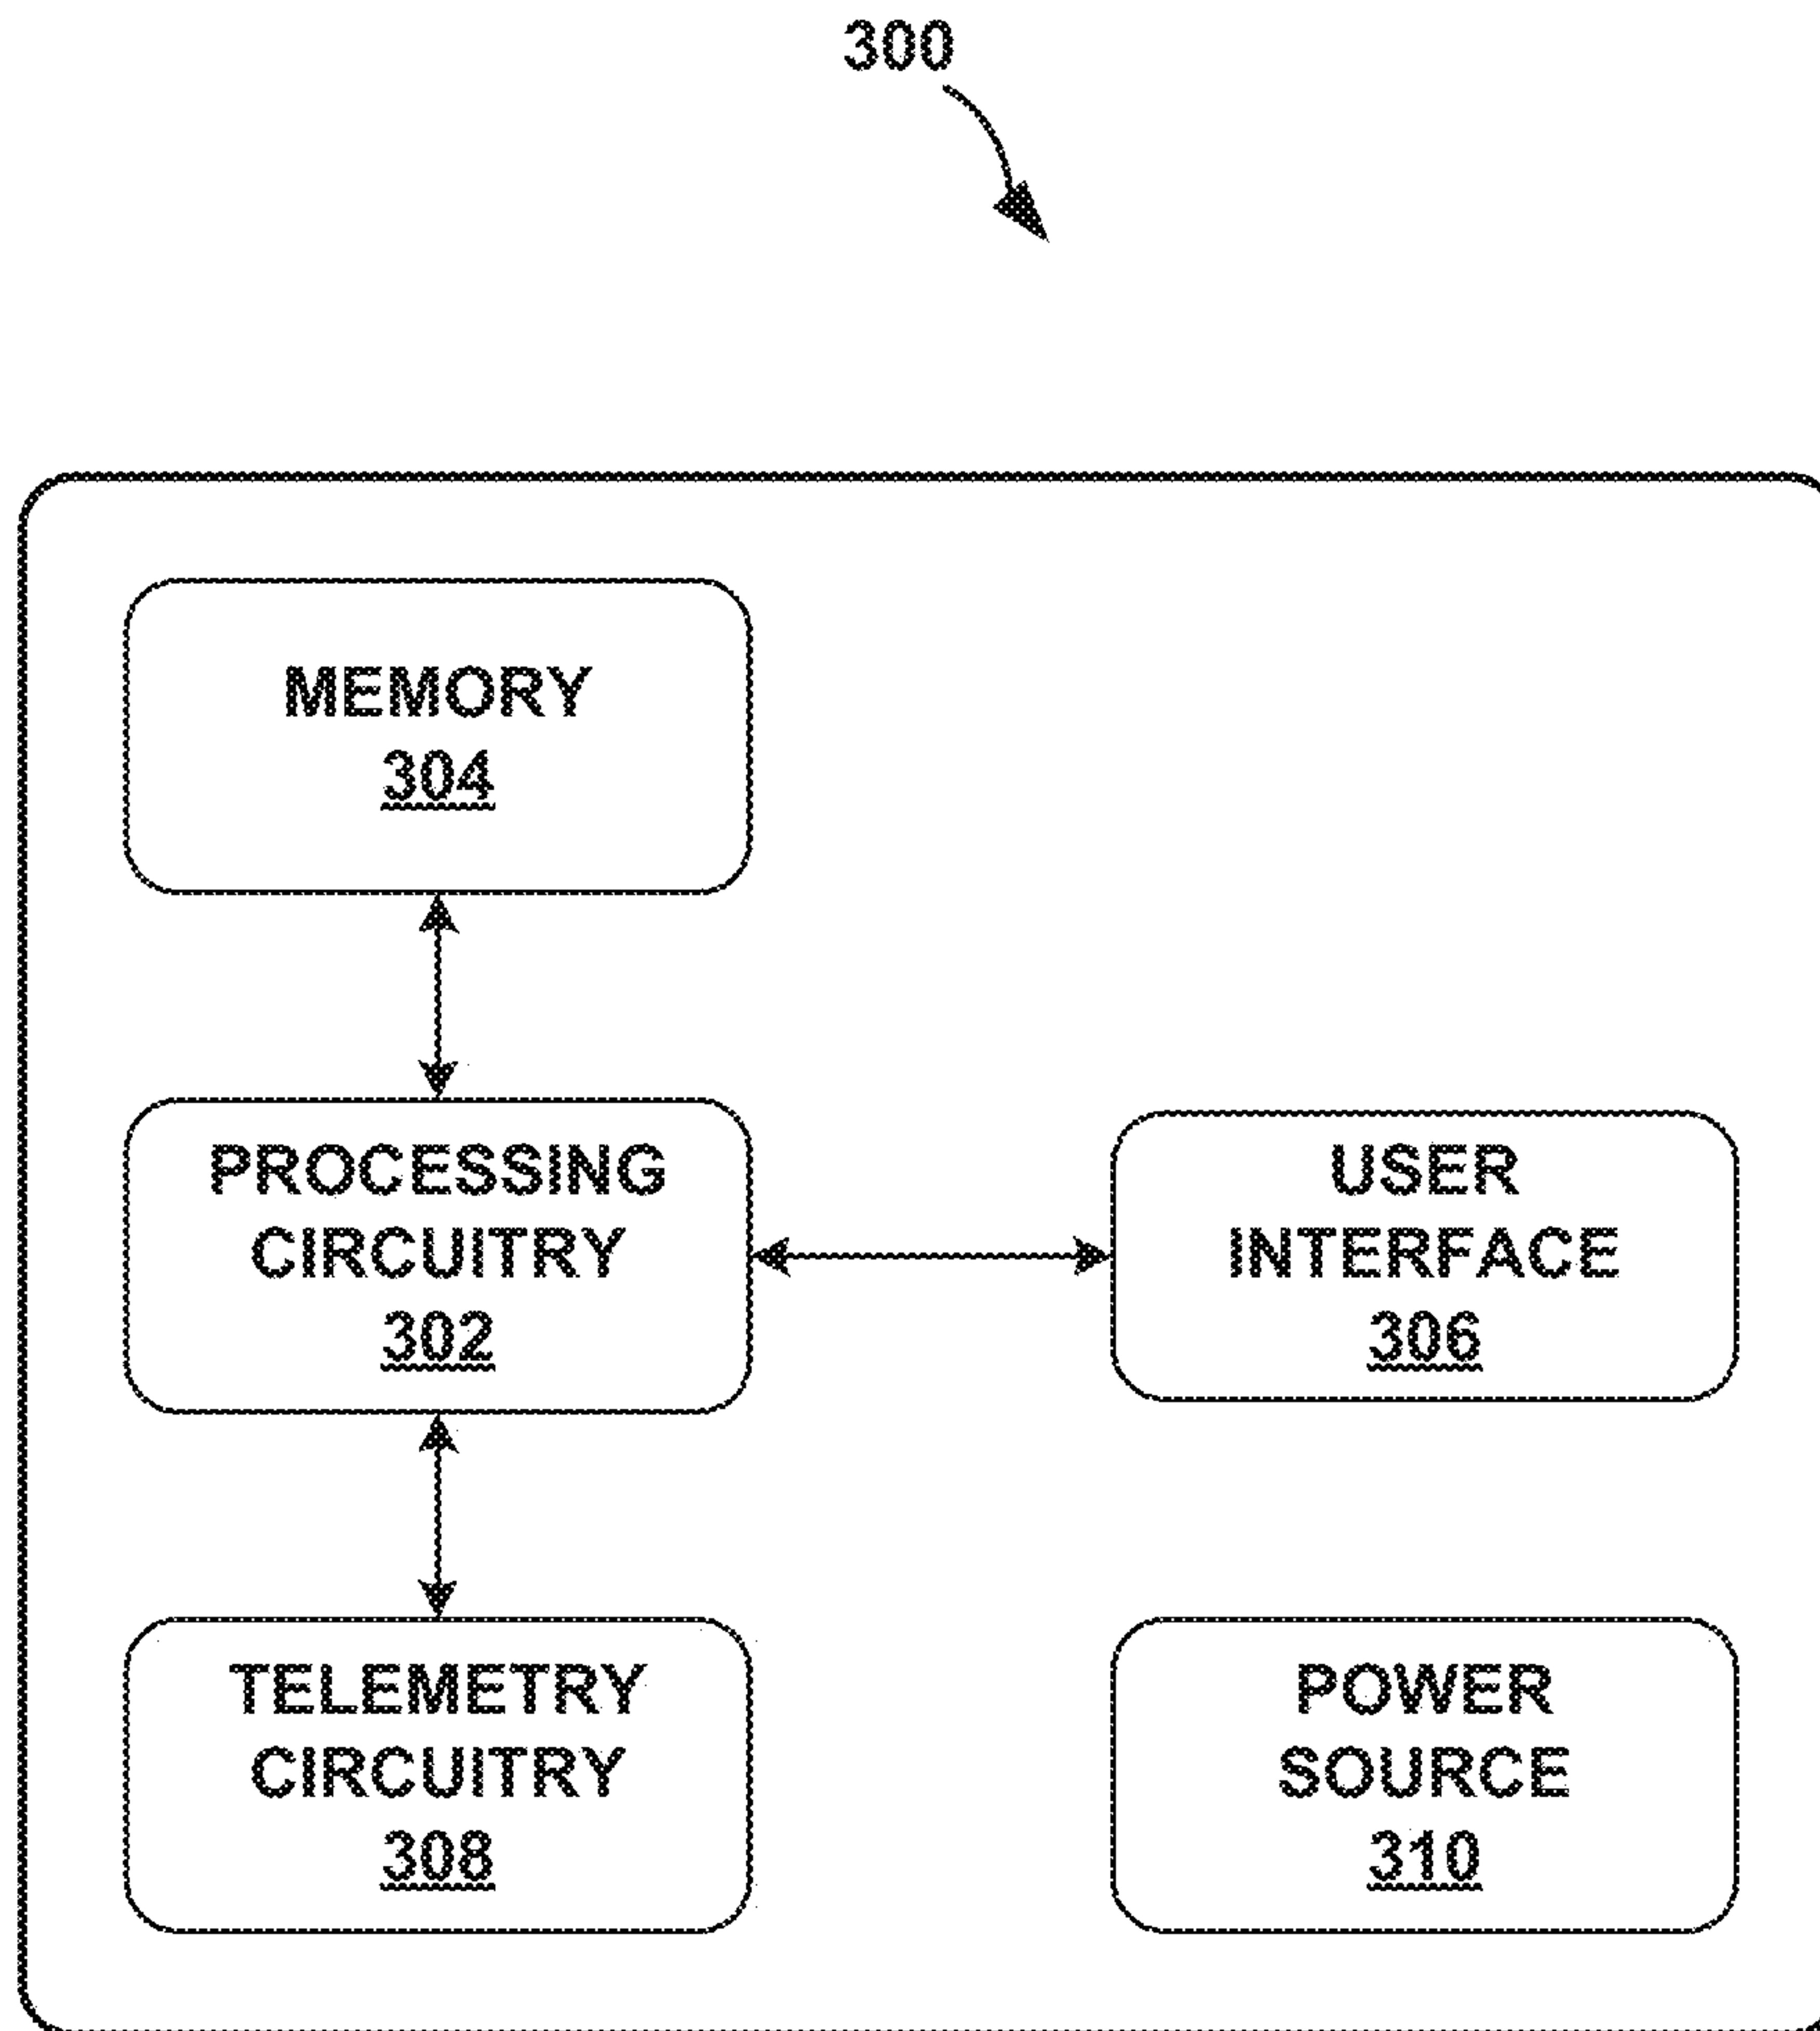 300
MEMORY
304
PROCESSING
CIRCUITRY
302
USER
INTERFACE
306
TELEMETRY
CIRCUITRY
308
POWER
SOURCE
310